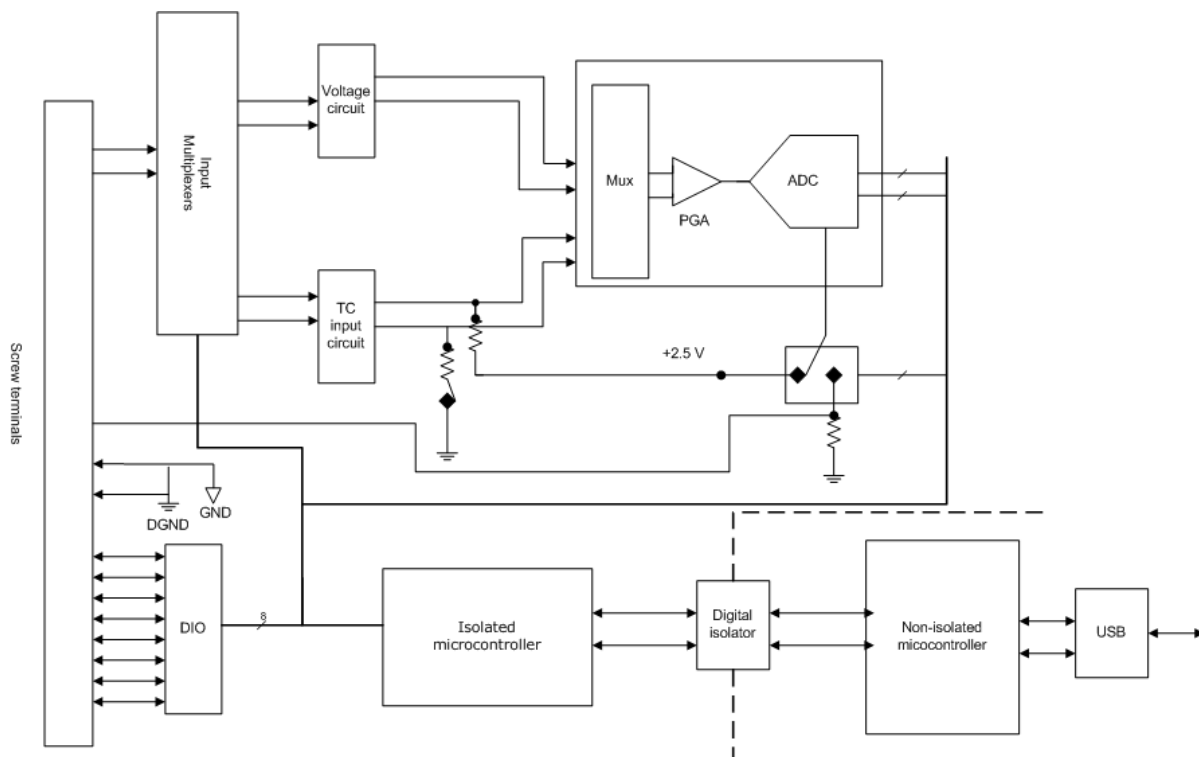 Voltage
circuit
Input
Multiplexers
Mux
PGA
ADC
TC
input
circuit
+2.5 V
Screw terminals
DGND
GND
8
DIO
Isolated
microcontroller
Digital
isolator
Non-isolated
micocontroller
USB